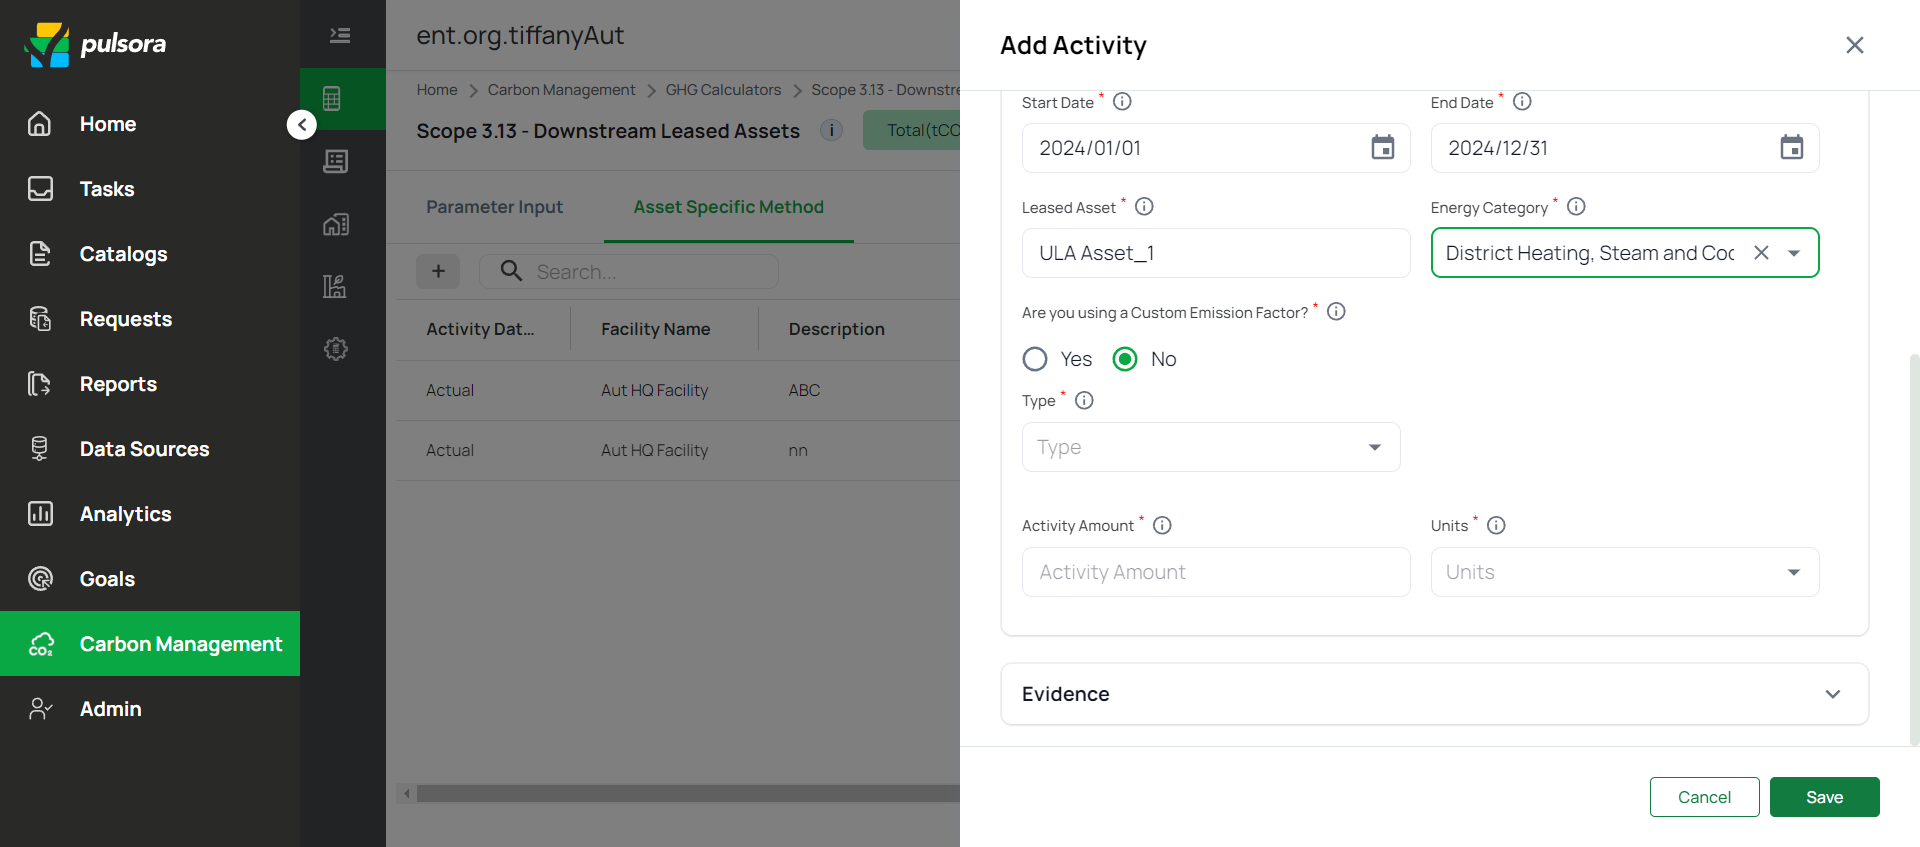 pulsora
Home
Tasks
Catalogs
Requests
Reports
Data Sources
Analytics
Goals
Carbon Management
Admin
ent.org.tiffanyAut
Home > Carbon Management > GHG Calculators > Scope 3.13 - Downstre
Scope 3.13 - Downstream Leased Assets
Total(tCC
Parameter Input
Asset Specific Method
+ Search...
Activity Dat... Facility Name Description
Actual Aut HQ Facility ABC
Actual Aut HQ Facility nn
Add Activity
Start Date * End Date *
2024/01/01 2024/12/31
Leased Asset * Energy Category *
ULA Asset_1 District Heating, Steam and Coo
Are you using a Custom Emission Factor? *
Yes No
Type *
Type
Activity Amount * Units *
Activity Amount Units
Evidence
Cancel Save